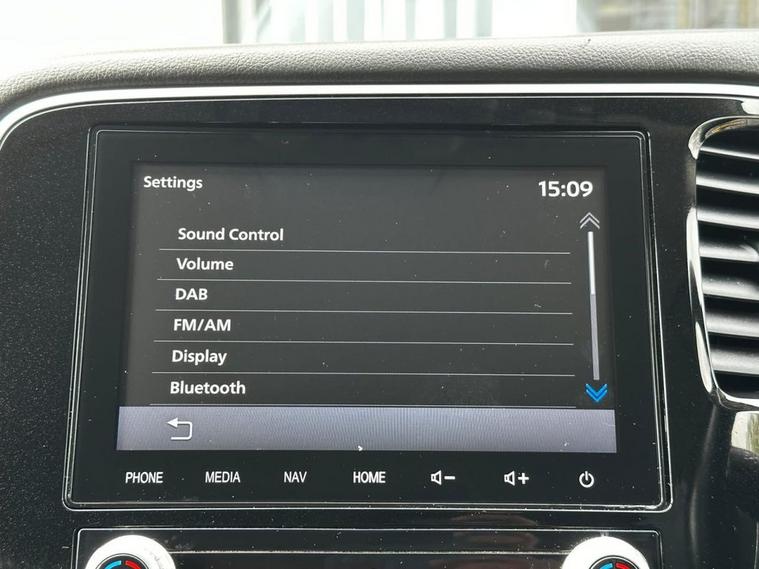 Settings
15:09
Sound Control
Volume
DAB
FM/AM
Display
Bluetooth
PHONE MEDIA NAV HOME